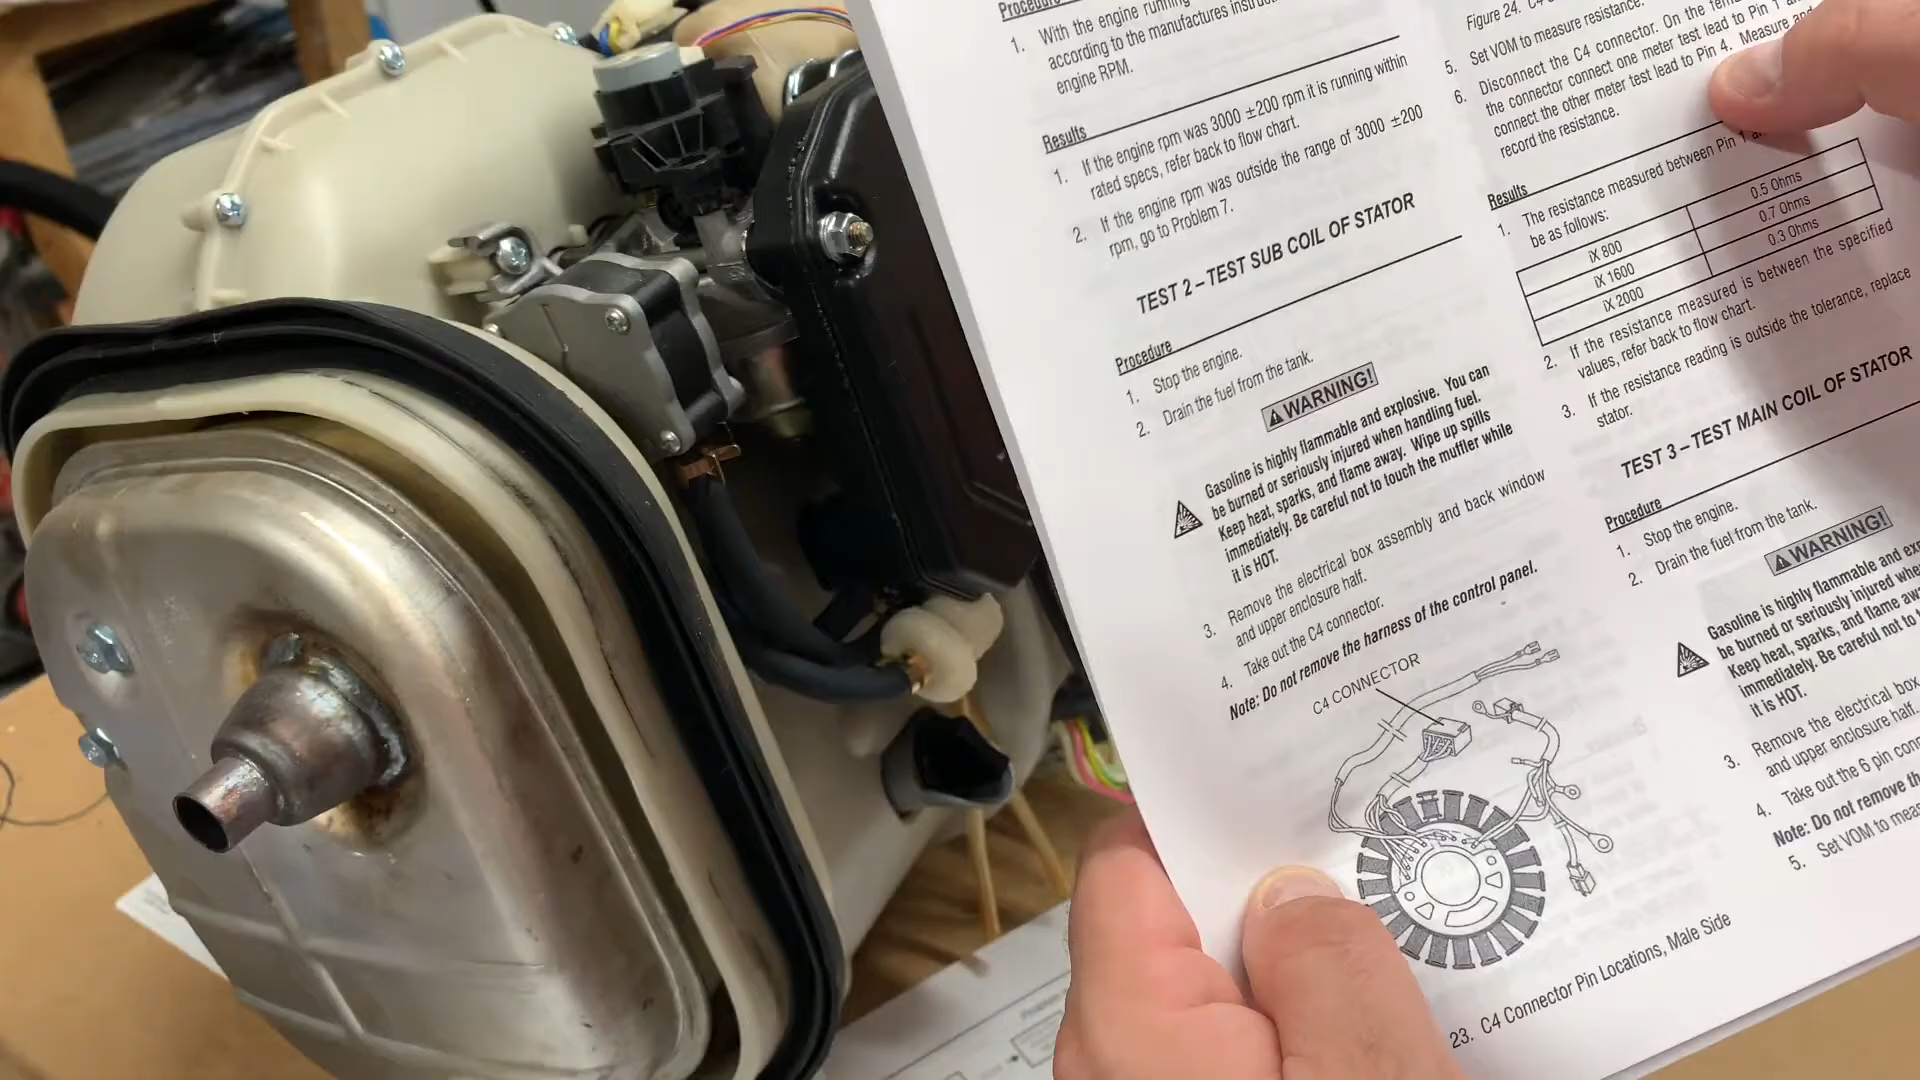 Procedure
1. With the engine running
according to the manufactures
engine RPM.
Results
1. If the engine rpm was 3000 ±200 rpm it is running within
rated specs, refer back to flow chart.
2. If the engine rpm was outside the range of 3000 ±200
rpm, go to Problem 7.
TEST 2 – TEST SUB COIL OF STATOR
Procedure
1. Stop the engine.
2. Drain the fuel from the tank.
WARNING!
Gasoline is highly flammable and explosive. You can
be burned or seriously injured when handling fuel.
Keep heat, sparks, and flame away. Wipe up spills
immediately. Be careful not to touch the muffler while
it is HOT.
3. Remove the electrical box assembly and back window
and upper enclosure half.
4. Take out the C4 connector.
Note: Do not remove the harness of the control panel.
C4 CONNECTOR
23. C4 Connector Pin Locations, Male Side
Figure 24. C4
5. Set VOM to measure resistance.
6. Disconnect the C4 connector. On the
the connector connect one meter test lead to Pin 1
connect the other meter test lead to Pin 4. Measure and
record the resistance.
Results
1. The resistance measured between Pin 1
be as follows:
iX 800 0.5 Ohms
iX 1600 0.7 Ohms
iX 2000 0.3 Ohms
2. If the resistance measured is between the specified
values, refer back to flow chart.
3. If the resistance reading is outside the tolerance, replace
stator.
TEST 3 – TEST MAIN COIL OF STATOR
Procedure
1. Stop the engine.
2. Drain the fuel from the tank.
WARNING!
Gasoline is highly flammable and
be burned or seriously injured
Keep heat, sparks, and flame
immediately. Be careful not to
it is HOT.
3. Remove the electrical box
and upper enclosure half.
4. Take out the 6 pin
Note: Do not remove the
5. Set VOM to